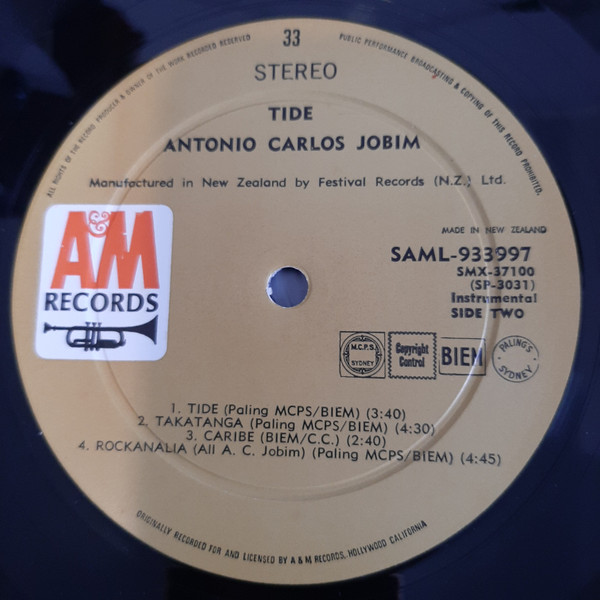 ALL RIGHTS OF THE RECORD PRODUCER & OWNER OF THE WORK RECORDED RESERVED
PUBLIC PERFORMANCE BROADCASTING & COPYING OF THIS RECORD PROHIBITED.
33
STEREO
TIDE
ANTONIO CARLOS JOBIM
Manufactured in New Zealand by Festival Records (N.Z.) Ltd.
MADE IN NEW ZEALAND
A&M
RECORDS
SAML-933997
SMX-37100
(SP-3031)
Instrumental
SIDE TWO
M.C.P.S.
SYDNEY
Copyright
Control
BIEM
PALING'S
SYDNEY
1. TIDE (Paling MCPS/BIEM) (3:40)
2. TAKATANGA (Paling MCPS/BIEM) (4:30)
3. CARIBE (BIEM/C.C.) (2:40)
4. ROCKANALIA (All A. C. Jobim) (Paling MCPS/BIEM) (4:45)
ORIGINALLY RECORDED FOR AND LICENSED BY A & M RECORDS, HOLLYWOOD CALIFORNIA